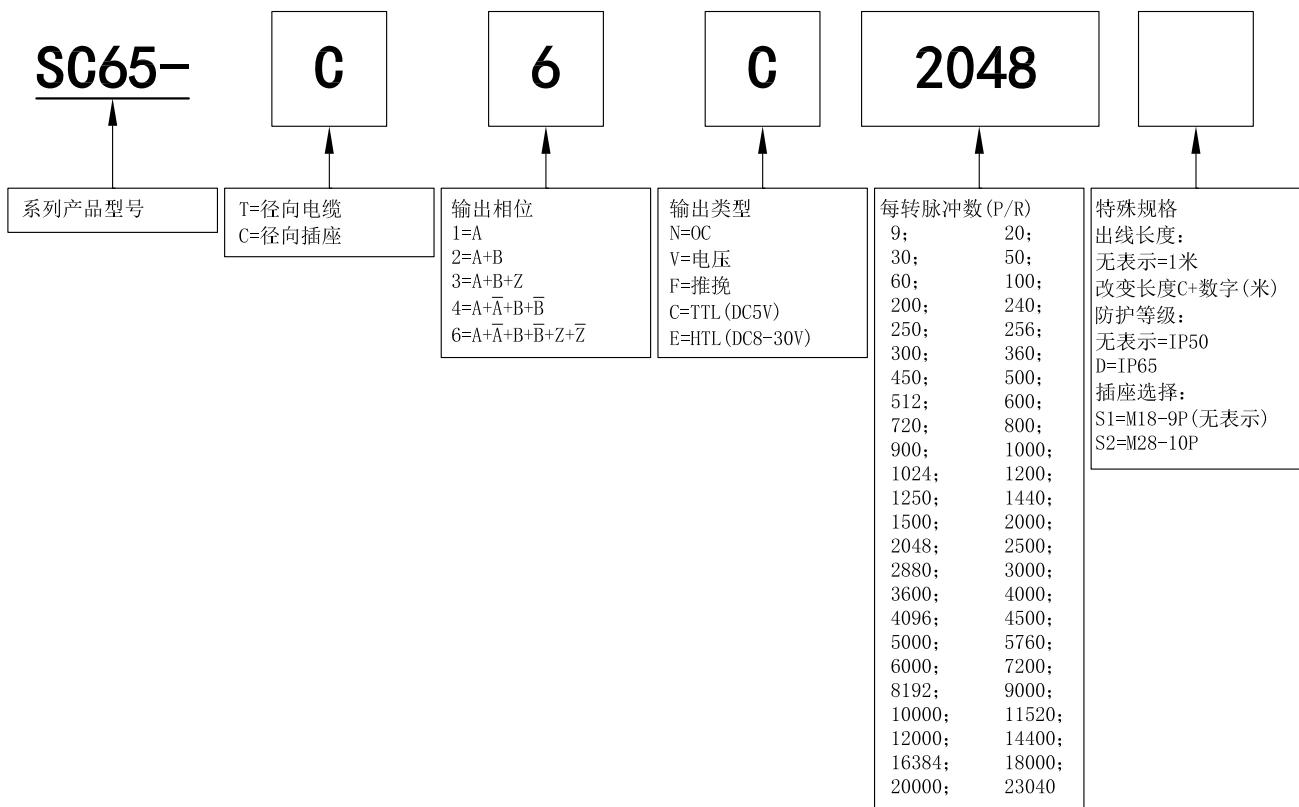 SC65- C 6 C 2048
系列产品型号
T=径向电缆
C=径向插座
输出相位
1=A
2=A+B
3=A+B+Z
4=A+A̅+B+B̅
6=A+A̅+B+B̅+Z+Z̅
输出类型
N=OC
V=电压
F=推挽
C=TTL(DC5V)
E=HTL(DC8-30V)
每转脉冲数(P/R)
9; 20;
30; 50;
60; 100;
200; 240;
250; 256;
300; 360;
450; 500;
512; 600;
720; 800;
900; 1000;
1024; 1200;
1250; 1440;
1500; 2000;
2048; 2500;
2880; 3000;
3600; 4000;
4096; 4500;
5000; 5760;
6000; 7200;
8192; 9000;
10000; 11520;
12000; 14400;
16384; 18000;
20000; 23040
特殊规格
出线长度:
无表示=1米
改变长度C+数字(米)
防护等级:
无表示=IP50
D=IP65
插座选择:
S1=M18-9P(无表示)
S2=M28-10P